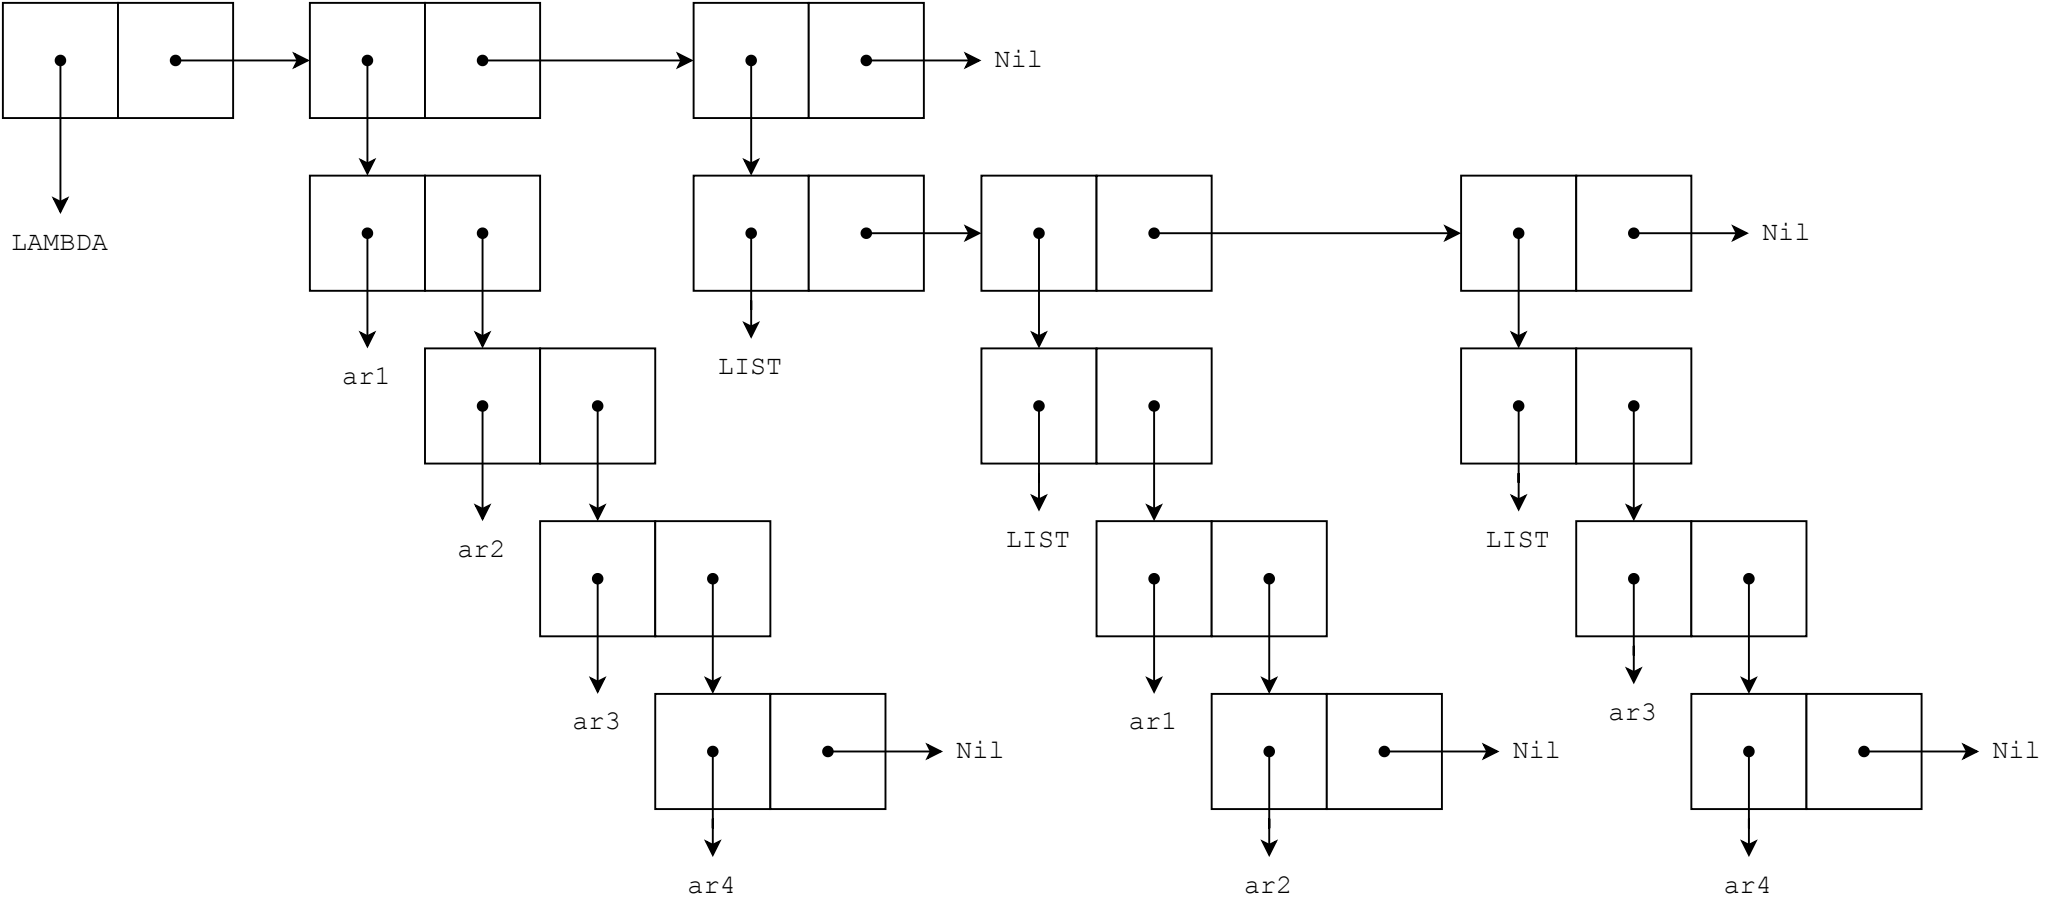 Nil
LAMBDA
Nil
ar1
LIST
ar2
LIST
LIST
ar3
ar1
ar3
Nil
Nil
Nil
ar4
ar2
ar4